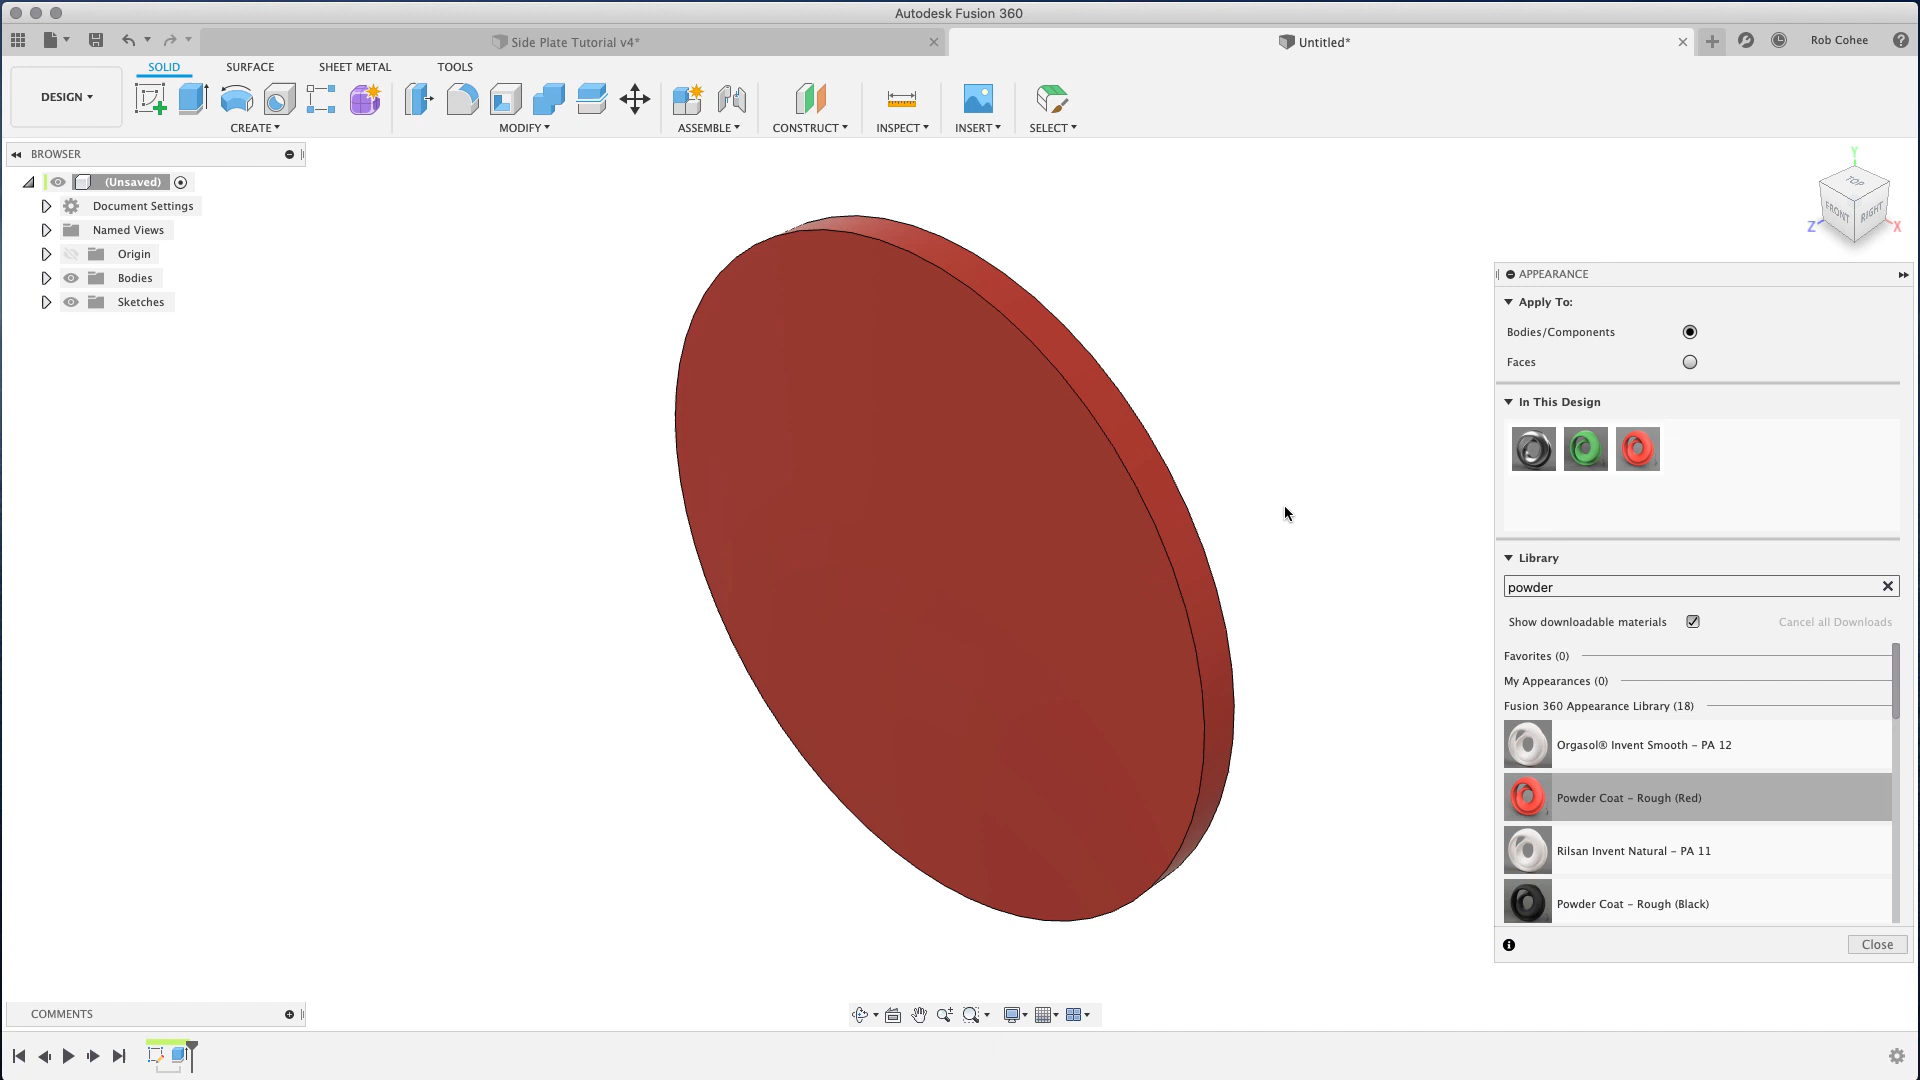 Autodesk Fusion 360
Side Plate Tutorial v4*
Untitled*
Rob Cohee
DESIGN
SOLID
SURFACE
SHEET METAL
TOOLS
CREATE
MODIFY
ASSEMBLE
CONSTRUCT
INSPECT
INSERT
SELECT
BROWSER
(Unsaved)
Document Settings
Named Views
Origin
Bodies
Sketches
Y
TOP
FRONT
RIGHT
Z
X
APPEARANCE
Apply To:
Bodies/Components
Faces
In This Design
Library
powder
Show downloadable materials
Cancel all Downloads
Favorites (0)
My Appearances (0)
Fusion 360 Appearance Library (18)
Orgasol® Invent Smooth - PA 12
Powder Coat - Rough (Red)
Rilsan Invent Natural - PA 11
Powder Coat - Rough (Black)
Close
COMMENTS